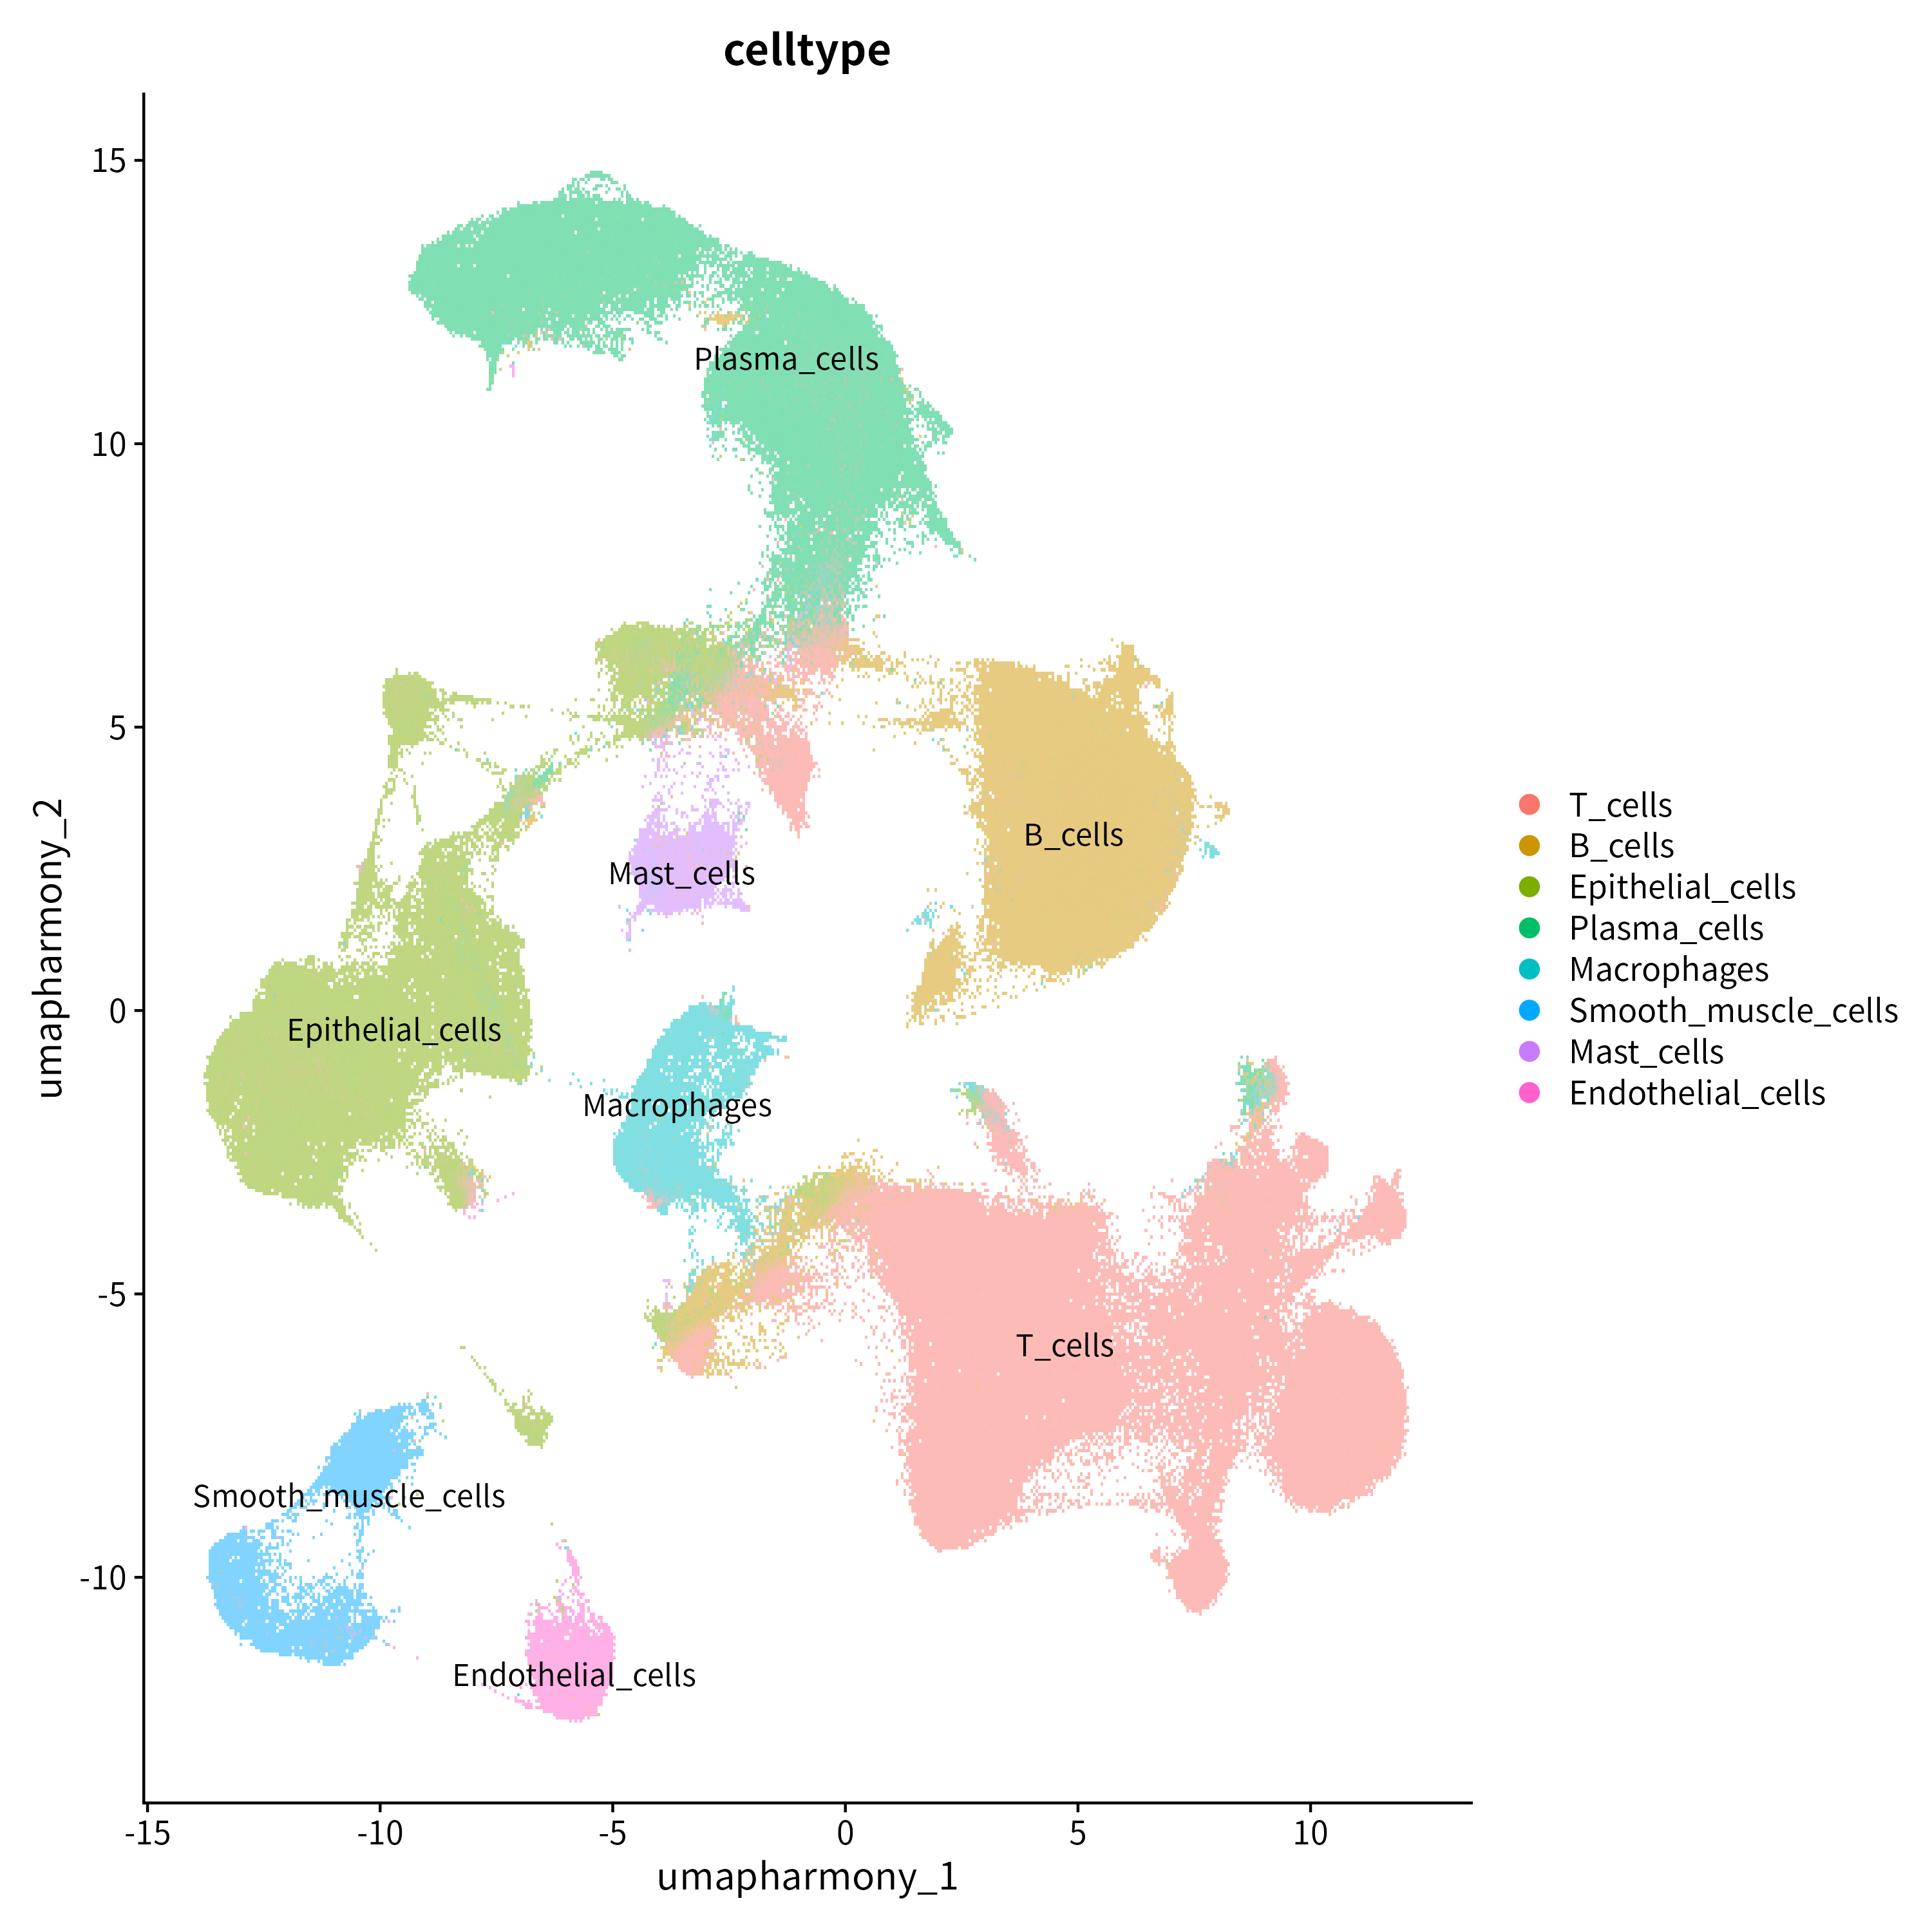 celltype
umapharmony_2
15
10
5
0
-5
-10
Plasma_cells
B_cells
Mast_cells
Epithelial_cells
Macrophages
T_cells
Smooth_muscle_cells
Endothelial_cells
-15
-10
-5
0
5
10
umapharmony_1
T_cells
B_cells
Epithelial_cells
Plasma_cells
Macrophages
Smooth_muscle_cells
Mast_cells
Endothelial_cells